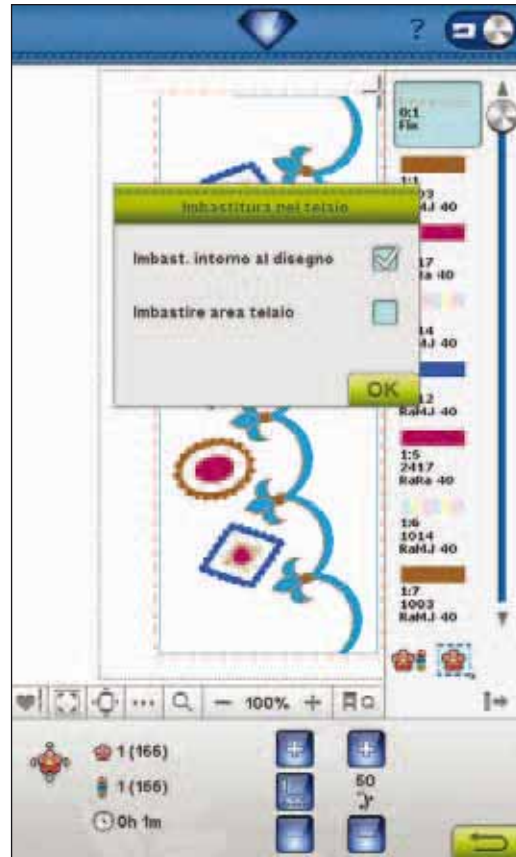 ?
0:1
Fix
Imbastitura nel telaio
Imbast. intorno al disegno
Imbastire area telaio
OK
1:1
RaMJ 40
RaMJ 40
RaMJ 40
1:5
2417
RaRa 40
1:6
1014
RaMJ 40
1:7
1003
RaMJ 40
100%
1 (166)
1 (166)
0h 1m
50